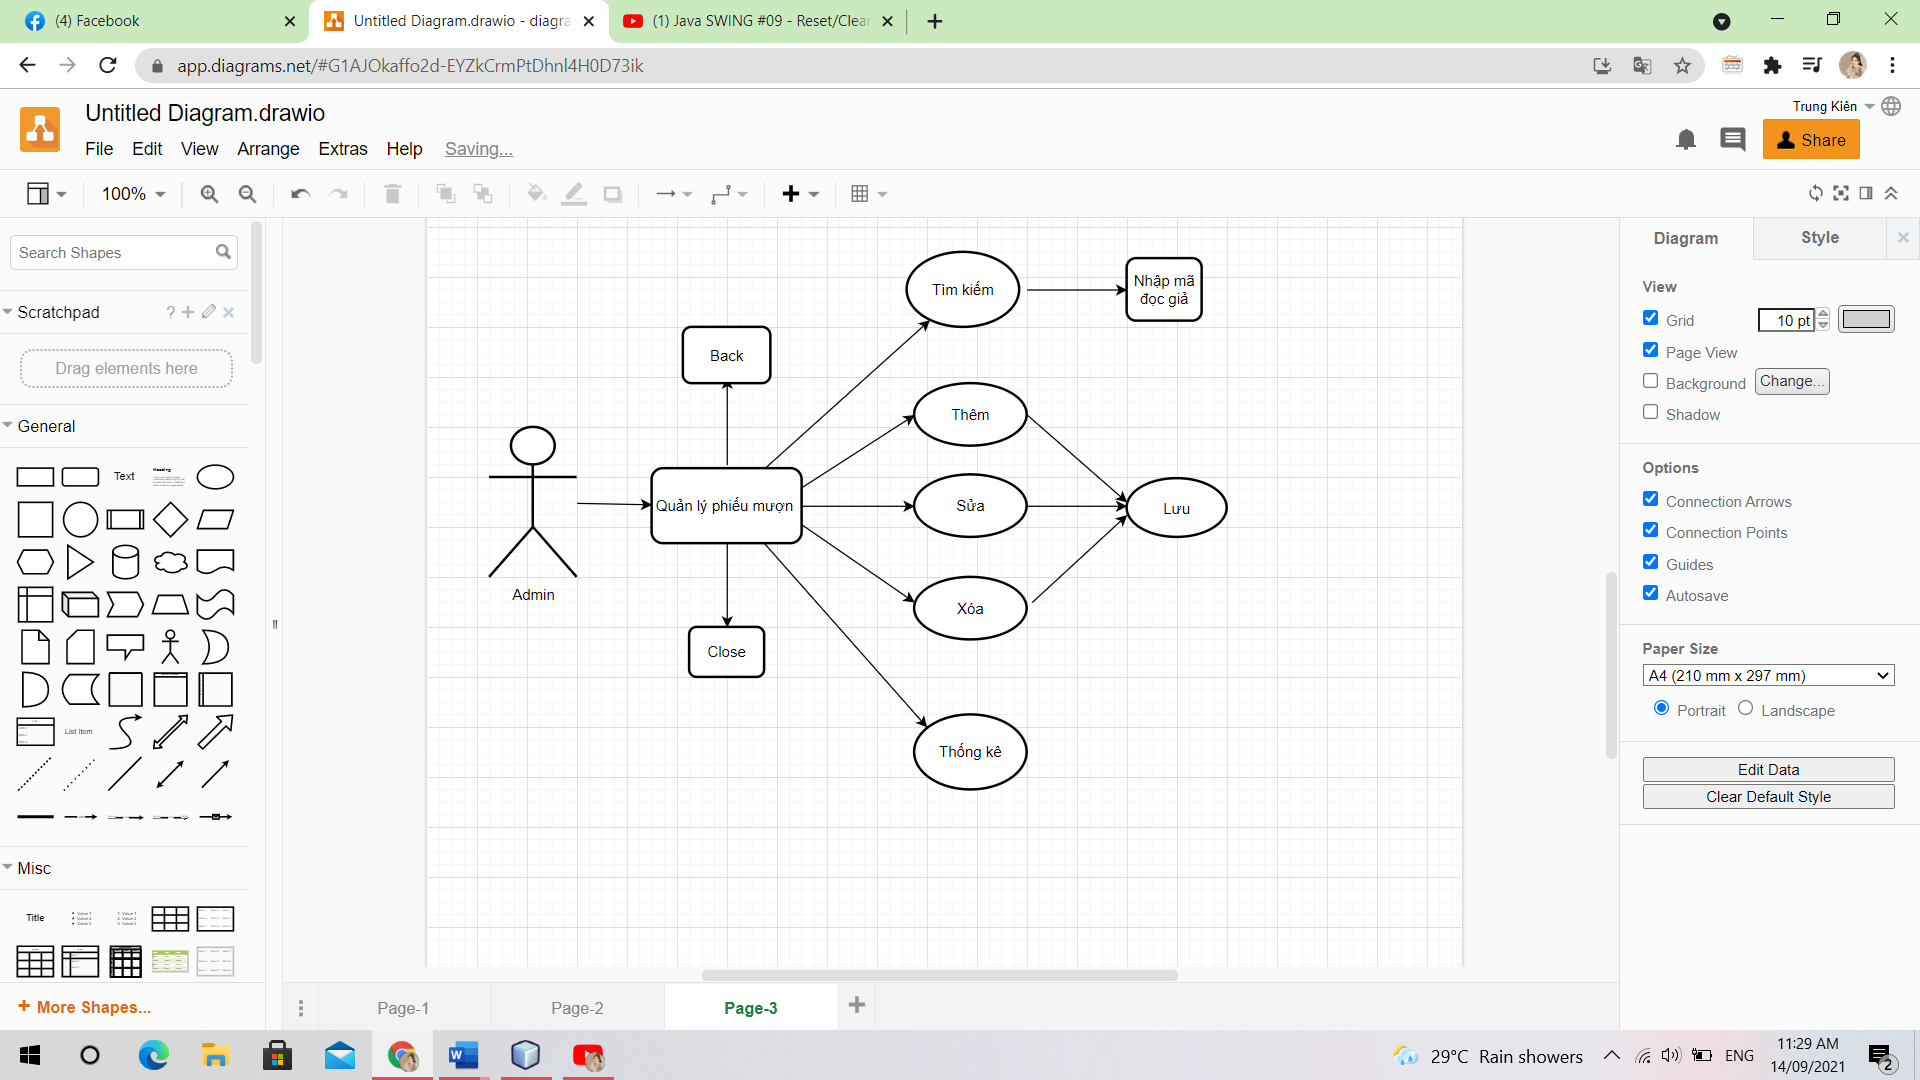 (4) Facebook
Untitled Diagram.drawio - diagra
(1) Java SWING #09 - Reset/Clear
app.diagrams.net/#G1AJOkaffo2d-EYZkCrmPtDhnl4H0D73ik
Untitled Diagram.drawio
File Edit View Arrange Extras Help Saving...
Trung Kiên
Share
100%
Search Shapes
Scratchpad
?
Drag elements here
General
Text
Heading
List Item
Misc
Title
+ More Shapes...
Tìm kiếm
Nhập mã
đọc giả
Back
Thêm
Quản lý phiếu mượn
Sửa
Lưu
Admin
Xóa
Close
Thống kê
Page-1
Page-2
Page-3
Diagram
Style
View
Grid
10 pt
Page View
Background
Change...
Shadow
Options
Connection Arrows
Connection Points
Guides
Autosave
Paper Size
A4 (210 mm x 297 mm)
Portrait
Landscape
Edit Data
Clear Default Style
29°C Rain showers
ENG
11:29 AM
14/09/2021
2